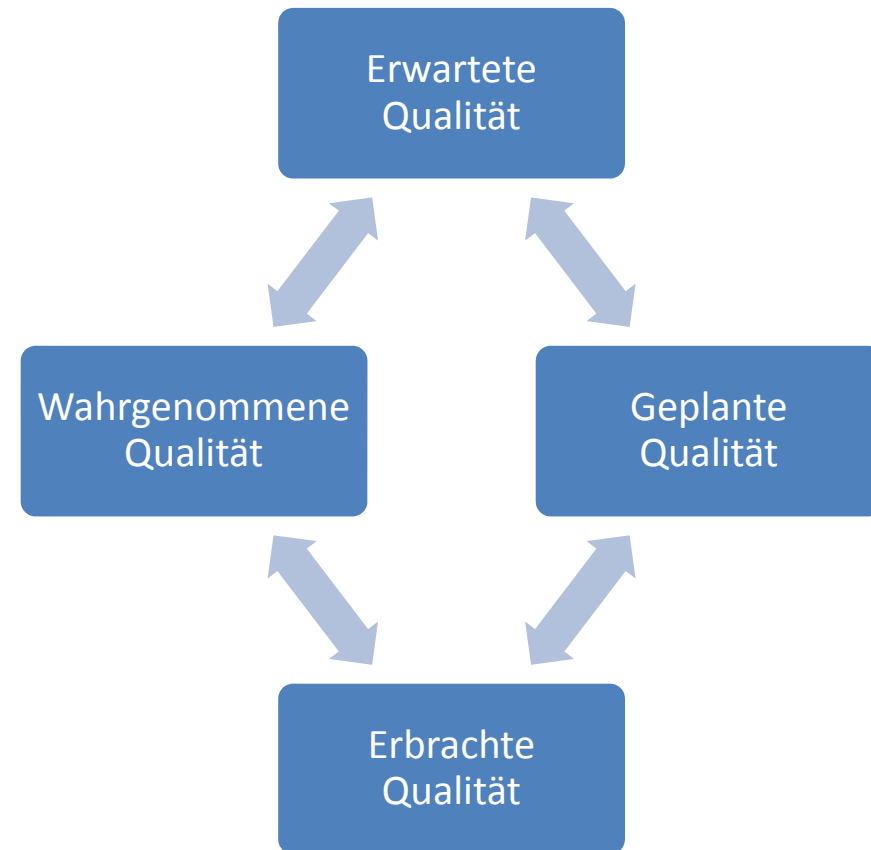 Erwartete
Qualität
Wahrgenommene
Qualität
Geplante
Qualität
Erbrachte
Qualität